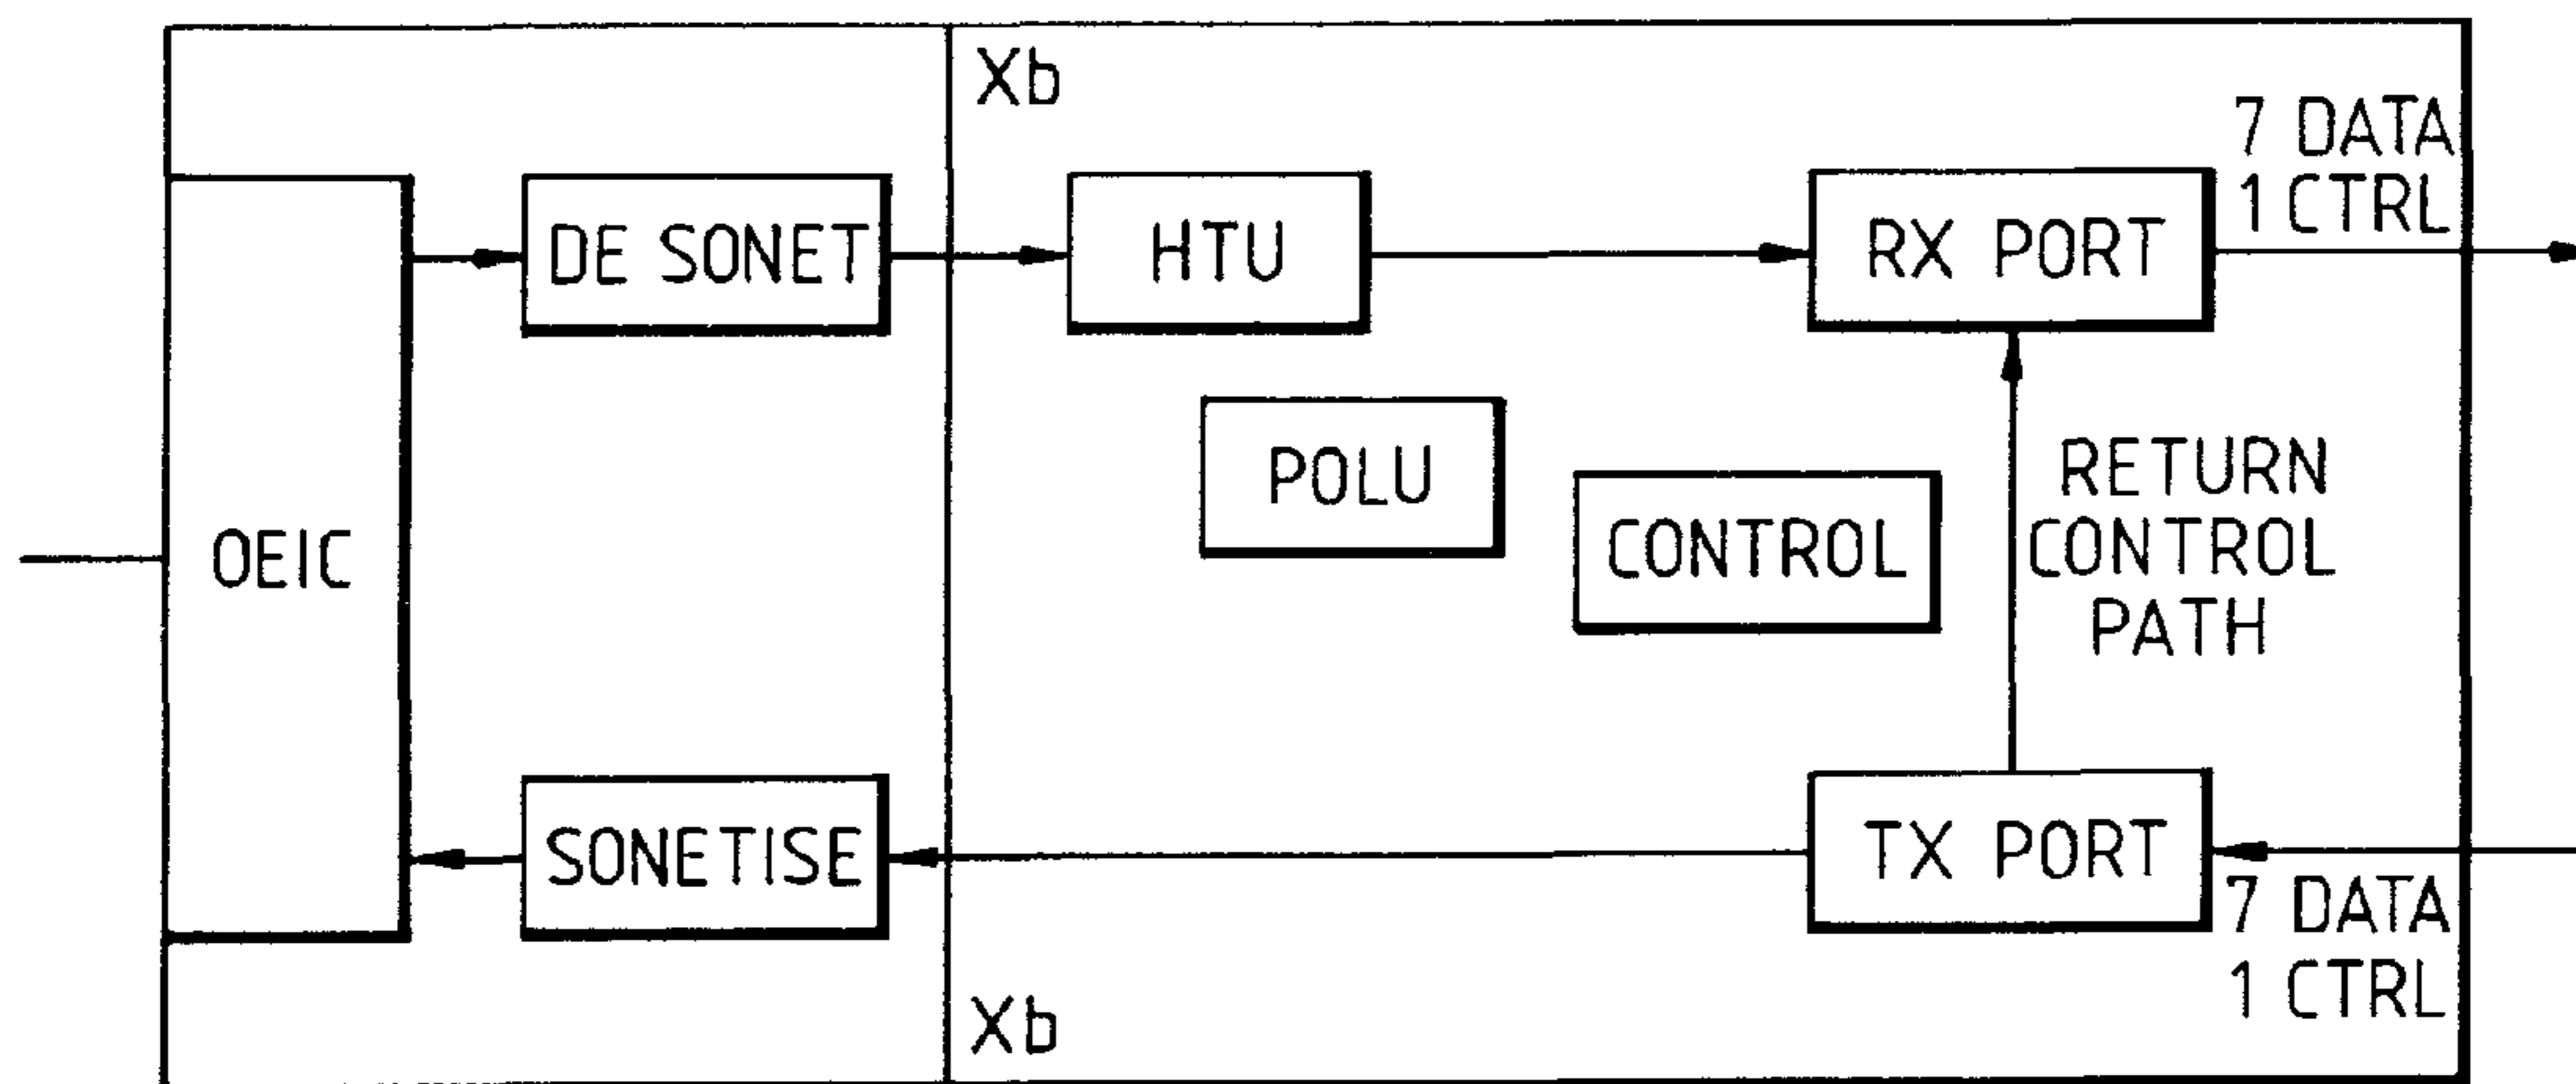 Xb
7 DATA
1 CTRL
DE SONET
HTU
RX PORT
POLU
RETURN
CONTROL
PATH
CONTROL
OEIC
SONETISE
TX PORT
7 DATA
1 CTRL
Xb